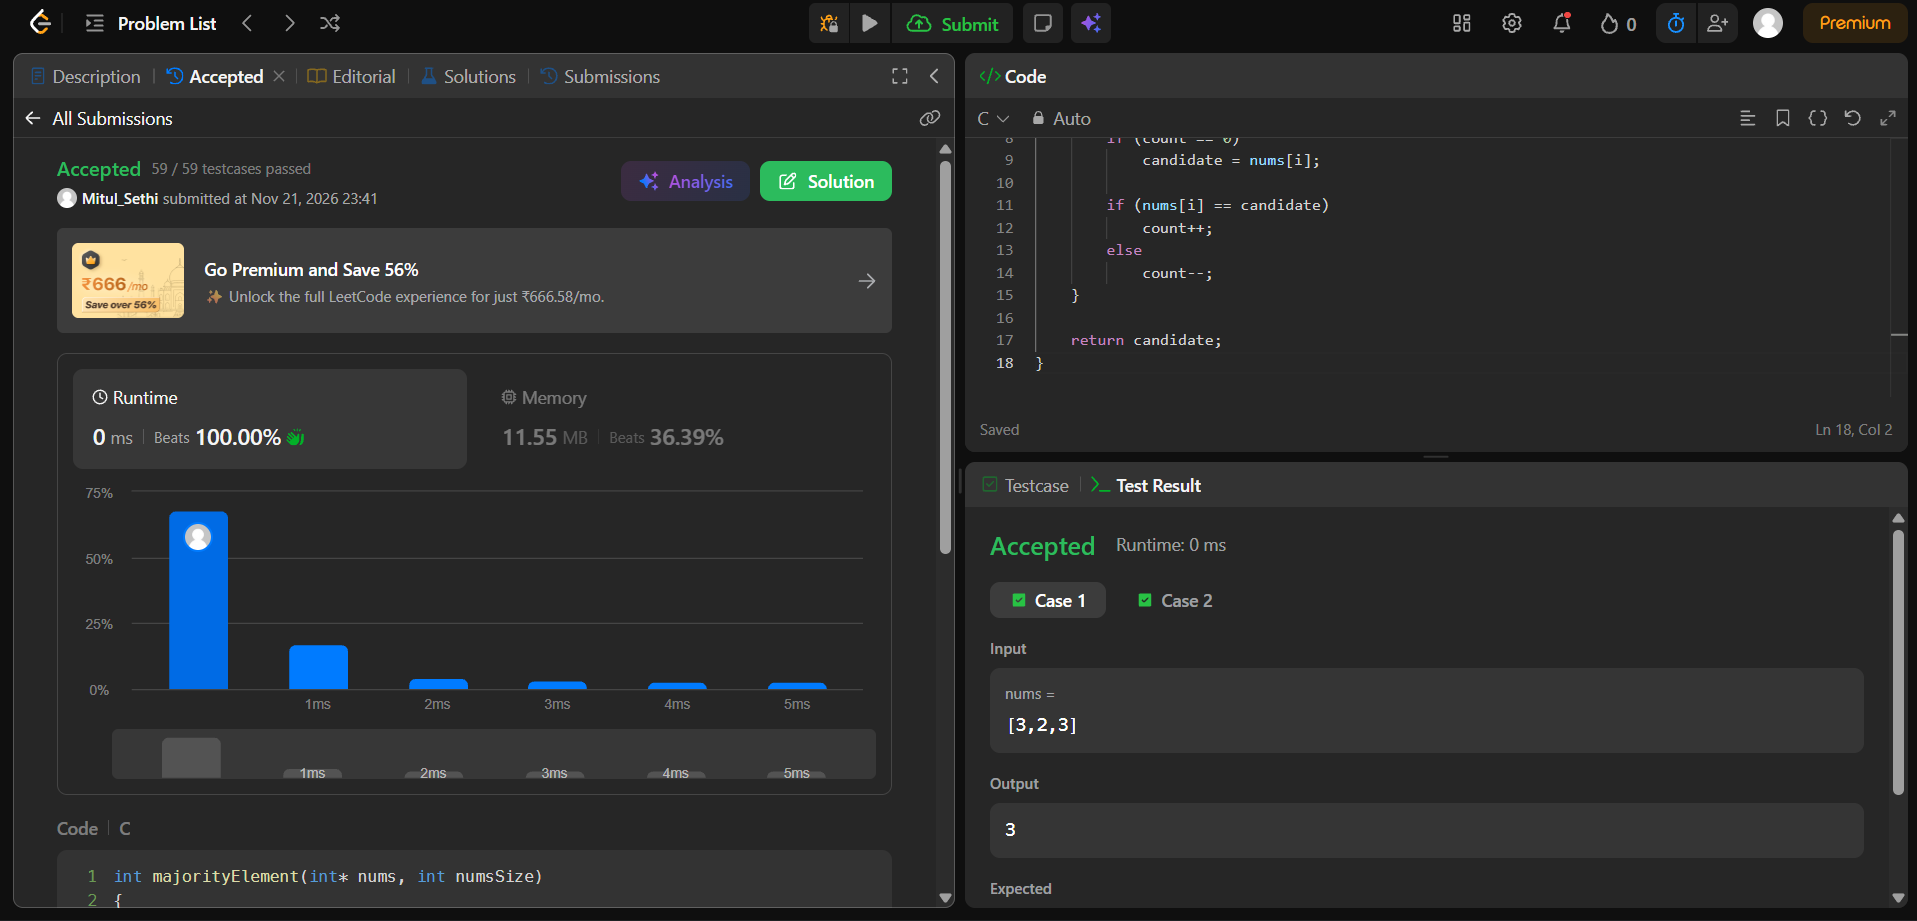 Problem List
Submit
0
Premium
Description
Accepted
Editorial
Solutions
Submissions
All Submissions
Accepted 59 / 59 testcases passed
Mitul_Sethi submitted at Nov 21, 2026 23:41
Analysis
Solution
₹666 /mo
Save over 56%
Go Premium and Save 56%
✨ Unlock the full LeetCode experience for just ₹666.58/mo.
Runtime
0 ms Beats 100.00%
Memory
11.55 MB Beats 36.39%
75%
50%
25%
0%
1ms 2ms 3ms 4ms 5ms
1ms 2ms 3ms 4ms 5ms
Code | C
1 int majorityElement(int* nums, int numsSize)
2 {
</> Code
C
Auto
8 if (count == 0)
9 candidate = nums[i];
10
11 if (nums[i] == candidate)
12 count++;
13 else
14 count--;
15 }
16
17 return candidate;
18 }
Saved
Ln 18, Col 2
Testcase
Test Result
Accepted Runtime: 0 ms
Case 1
Case 2
Input
nums =
[3,2,3]
Output
3
Expected